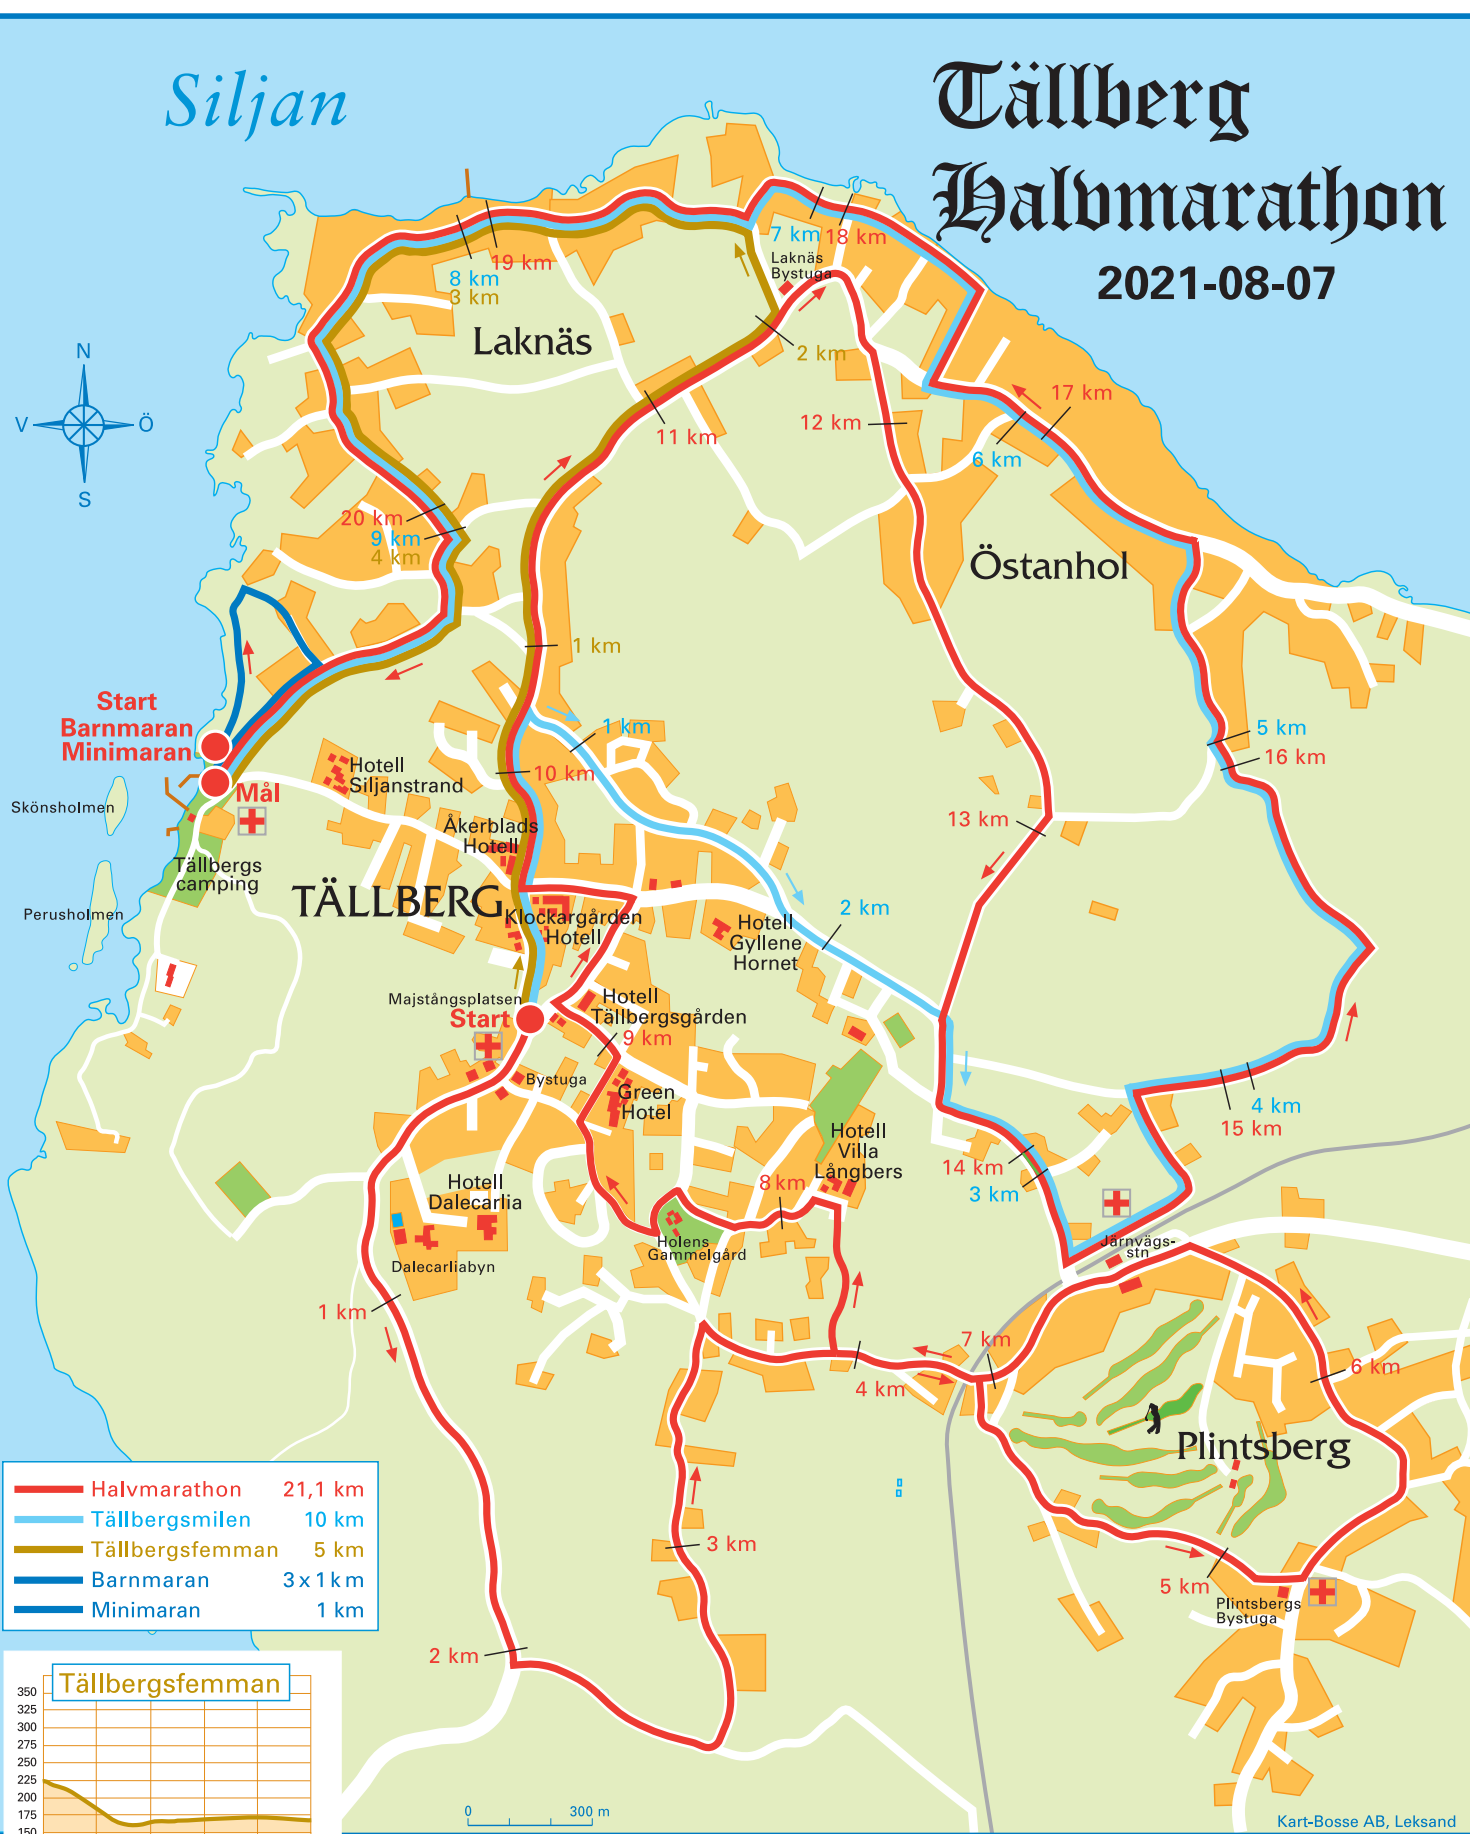 Siljan
Tällberg
Halvmarathon
2021-08-07
7 km
18 km
Laknäs
Bystuga
19 km
8 km
3 km
Laknäs
2 km
N
V
Ö
S
17 km
12 km
11 km
6 km
20 km
9 km
4 km
Östanhol
1 km
Start
Barnmaran
Minimaran
1 km
5 km
16 km
Hotell
Siljanstrand
10 km
Mål
Skönsholmen
13 km
Åkerblads
Hotell
Tällbergs
camping
TÄLLBERG
Perusholmen
Klockargården
Hotell
2 km
Hotell
Gyllene
Hornet
Majstångsplatsen
Start
Hotell
Tällbergsgården
9 km
Bystuga
Green
Hotel
4 km
15 km
Hotell
Villa
Långbers
14 km
3 km
Hotell
Dalecarlia
8 km
Holens
Gammelgård
Järnvägs-
stn
Dalecarliabyn
1 km
7 km
4 km
6 km
Plintsberg
Halvmarathon 21,1 km
Tällbergsmilen 10 km
Tällbergsfemman 5 km
Barnmaran 3 x 1 km
Minimaran 1 km
3 km
5 km
Plintsbergs
Bystuga
2 km
Tällbergsfemman
350
325
300
275
250
225
200
175
150
0 300 m
Kart-Bosse AB, Leksand